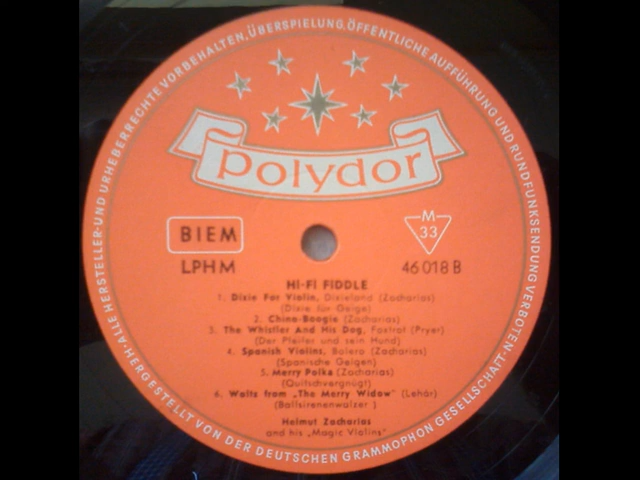 ALLE HERSTELLER- UND URHEBERRECHTE VORBEHALTEN, ÜBERSPIELUNG, ÖFFENTLICHE AUFFÜHRUNG UND RUNDFUNKSENDUNG VERBOTEN
polydor
BIEM
M
33
LPHM
46 018 B
HI-FI FIDDLE
1. Dixie For Violin, Dixieland (Zacharias)
(Dixie für Geige)
2. China-Boogie (Zacharias)
3. The Whistler And His Dog, Foxtrot (Pryer)
(Der Pfeifer und sein Hund)
4. Spanish Violins, Bolero (Zacharias)
(Spanische Geigen)
5. Merry Polka (Zacharias)
(Quitschvergnügt)
6. Waltz from „The Merry Widow" (Lehár)
(Ballsirenenwalzer)
Helmut Zacharias
and his „Magic Violins"
HERGESTELLT VON DER DEUTSCHEN GRAMMOPHON GESELLSCHAFT